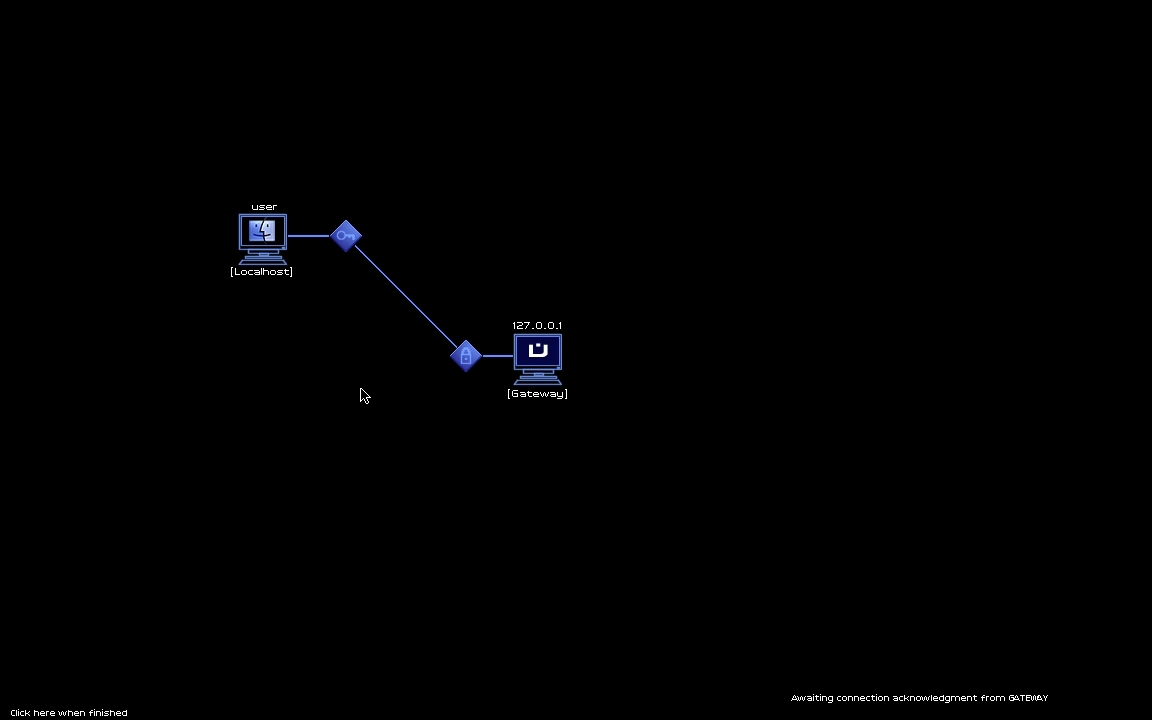 user
[Localhost]
127.0.0.1
[Gateway]
Awaiting connection acknowledgment from GATEWAY
Click here when finished